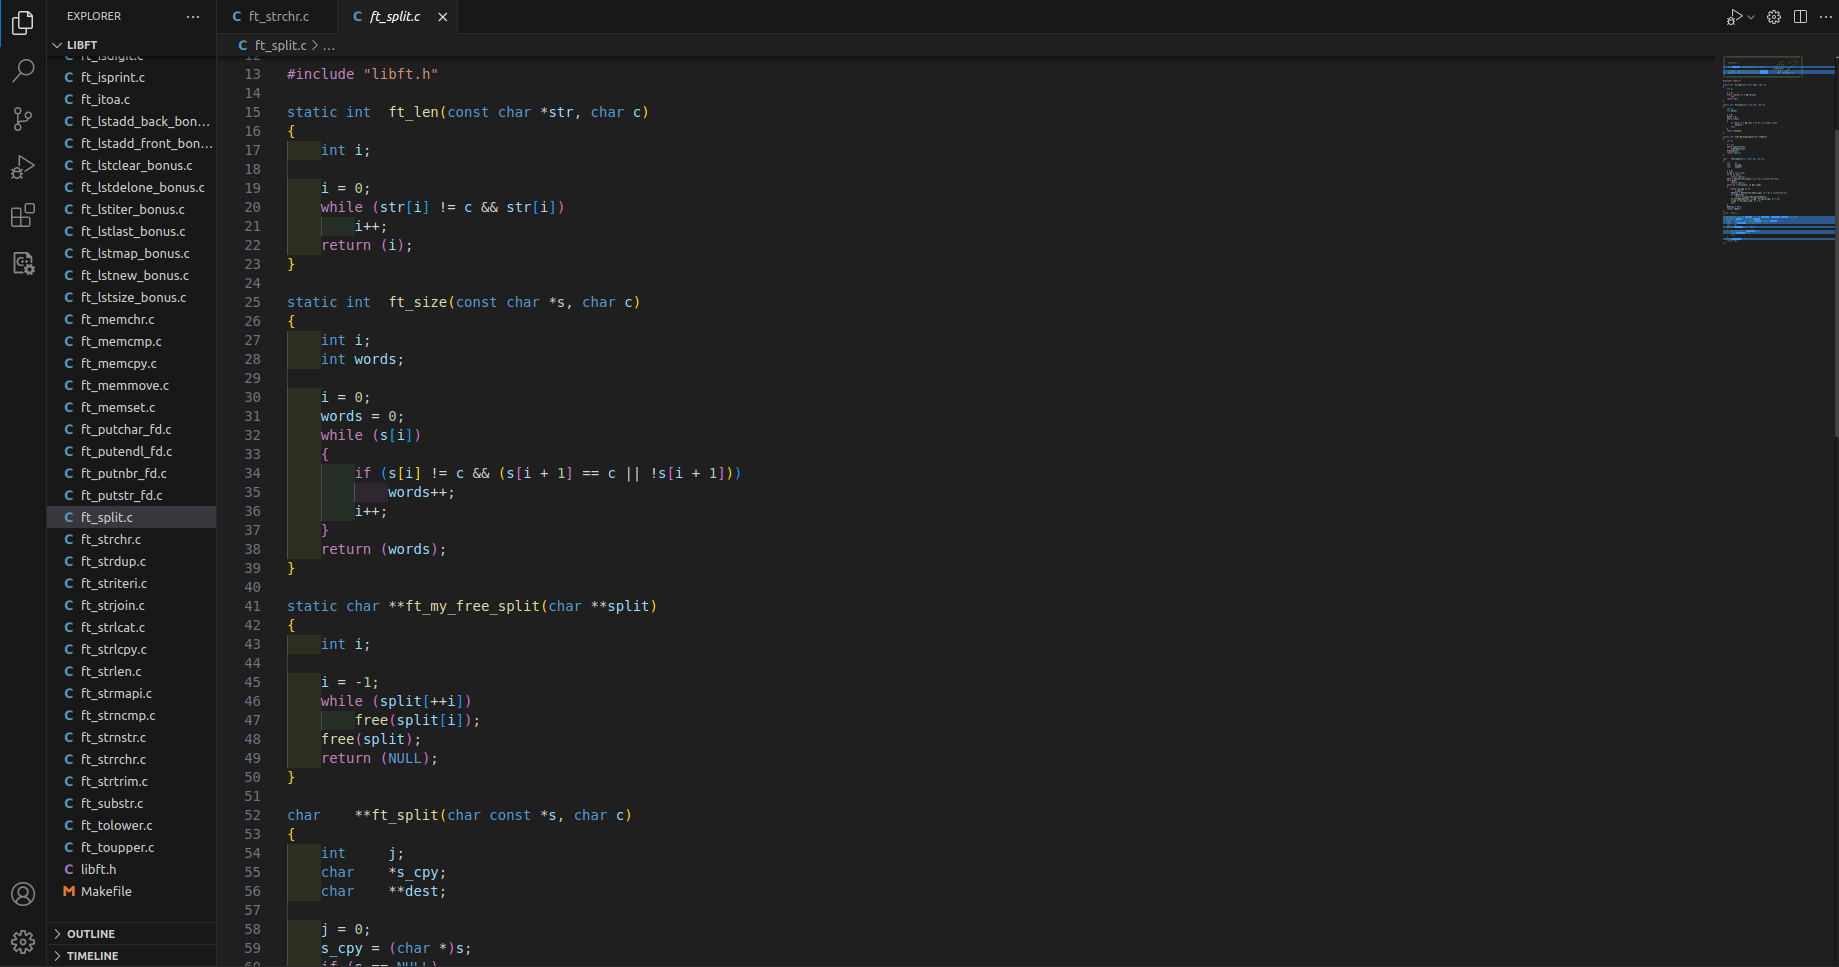 EXPLORER
LIBFT
ft_isdigit.c
ft_isprint.c
ft_itoa.c
ft_lstadd_back_bon...
ft_lstadd_front_bon...
ft_lstclear_bonus.c
ft_lstdelone_bonus.c
ft_lstiter_bonus.c
ft_lstlast_bonus.c
ft_lstmap_bonus.c
ft_lstnew_bonus.c
ft_lstsize_bonus.c
ft_memchr.c
ft_memcmp.c
ft_memcpy.c
ft_memmove.c
ft_memset.c
ft_putchar_fd.c
ft_putendl_fd.c
ft_putnbr_fd.c
ft_putstr_fd.c
ft_split.c
ft_strchr.c
ft_strdup.c
ft_striteri.c
ft_strjoin.c
ft_strlcat.c
ft_strlcpy.c
ft_strlen.c
ft_strmapi.c
ft_strncmp.c
ft_strnstr.c
ft_strrchr.c
ft_strtrim.c
ft_substr.c
ft_tolower.c
ft_toupper.c
libft.h
Makefile
OUTLINE
TIMELINE
C ft_strchr.c
C ft_split.c
C ft_split.c > ...
12
13 #include "libft.h"
14
15 static int  ft_len(const char *str, char c)
16 {
17     int i;
18
19     i = 0;
20     while (str[i] != c && str[i])
21         i++;
22     return (i);
23 }
24
25 static int  ft_size(const char *s, char c)
26 {
27     int i;
28     int words;
29
30     i = 0;
31     words = 0;
32     while (s[i])
33     {
34         if (s[i] != c && (s[i + 1] == c || !s[i + 1]))
35             words++;
36         i++;
37     }
38     return (words);
39 }
40
41 static char **ft_my_free_split(char **split)
42 {
43     int i;
44
45     i = -1;
46     while (split[++i])
47         free(split[i]);
48     free(split);
49     return (NULL);
50 }
51
52 char    **ft_split(char const *s, char c)
53 {
54     int     j;
55     char    *s_cpy;
56     char    **dest;
57
58     j = 0;
59     s_cpy = (char *)s;
60     if (s == NULL)